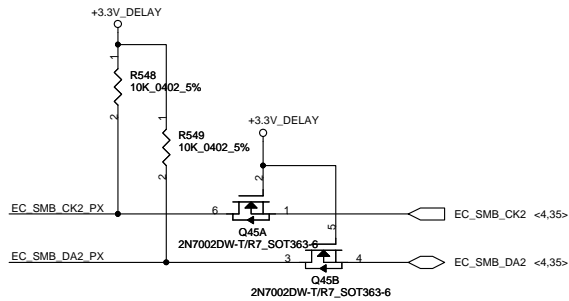 +3.3V_DELAY
1
R548
10K_0402_5%
2
1
R549
10K_0402_5%
2
+3.3V_DELAY
2
EC_SMB_CK2_PX
6
1
EC_SMB_CK2 <4,35>
Q45A
2N7002DW-T/R7_SOT363-6
5
EC_SMB_DA2_PX
3
4
EC_SMB_DA2 <4,35>
Q45B
2N7002DW-T/R7_SOT363-6